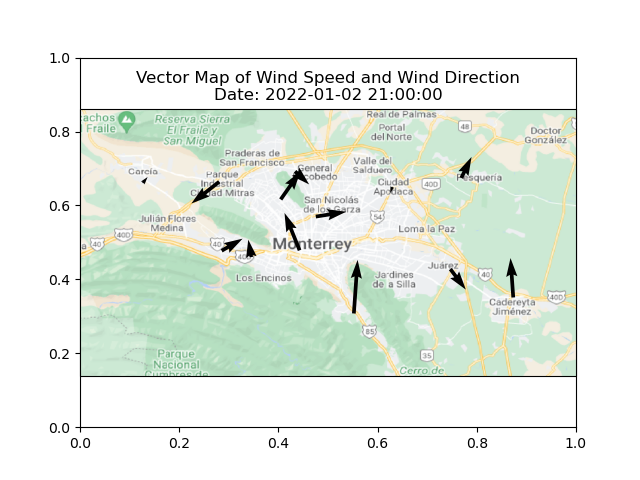 1.0
Vector Map of Wind Speed and Wind Direction
Date: 2022-01-02 21:00:00
achos
Fraile
Reserva Sierra
El Fraile y
San Miguel
Real de Palmas
Portal
del Norte
48
Doctor
González
40
0.8
Praderas de
San Francisco
García
Parque
Industrial
Ciudad Mitras
General
Escobedo
Valle del
Salduero
Ciudad
Apodaca
40D
Pesquería
0.6
San Nicolás
de los Garza
54
Julián Flores
Medina
Loma la Paz
40
40D
40
Monterrey
0.4
Los Encinos
Jardines
de la Silla
Juárez
40
Cadereyta
Jiménez
40D
85
0.2
Parque
Nacional
Cumbres de
35
Cerro de
0.0
0.0 0.2 0.4 0.6 0.8 1.0